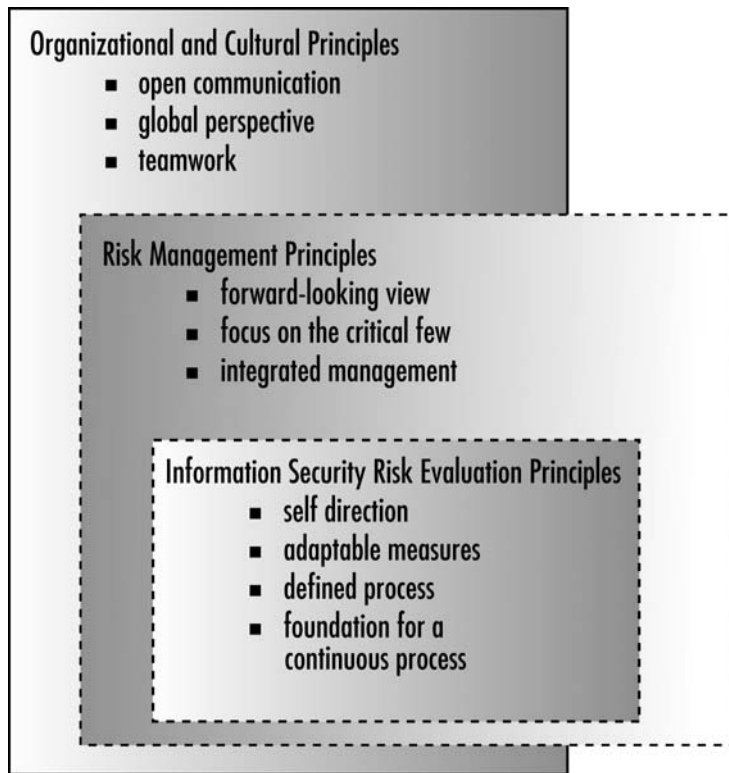 Organizational and Cultural Principles
▪ open communication
▪ global perspective
▪ teamwork
Risk Management Principles
▪ forward-looking view
▪ focus on the critical few
▪ integrated management
Information Security Risk Evaluation Principles
▪ self direction
▪ adaptable measures
▪ defined process
▪ foundation for a
continuous process